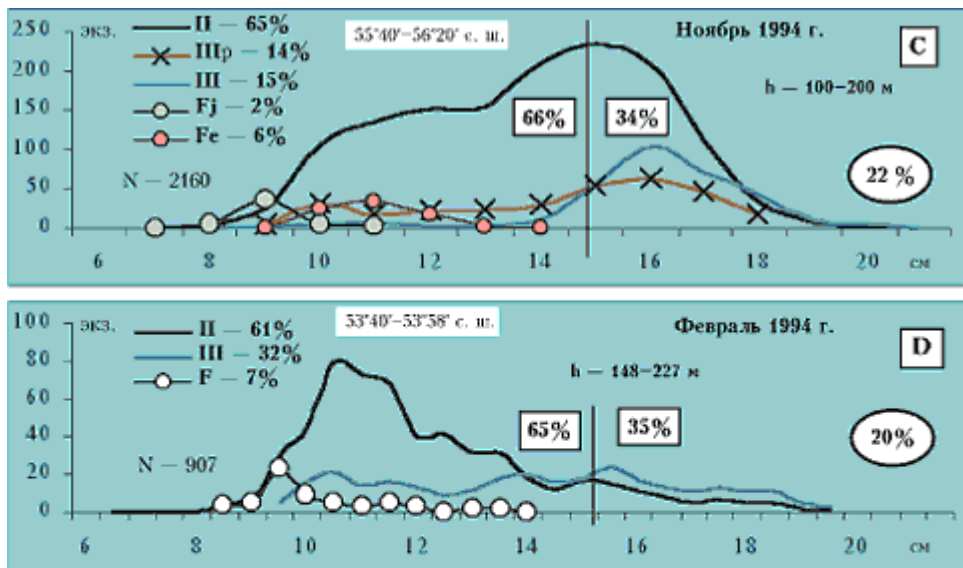 250
200
150
100
50
0
экз.
II – 65%
IIIp – 14%
III – 15%
Fj – 2%
Fe – 6%
N – 2160
55°40'–56°20' с. ш.
Ноябрь 1994 г.
C
h – 100–200 м
66%
34%
22 %
6 8 10 12 14 16 18 20 см
100
80
60
40
20
0
экз.
II – 61%
III – 32%
F – 7%
N – 907
53°40'–53°58' с. ш.
Февраль 1994 г.
D
h – 148–227 м
65%
35%
20%
6 8 10 12 14 16 18 20 см